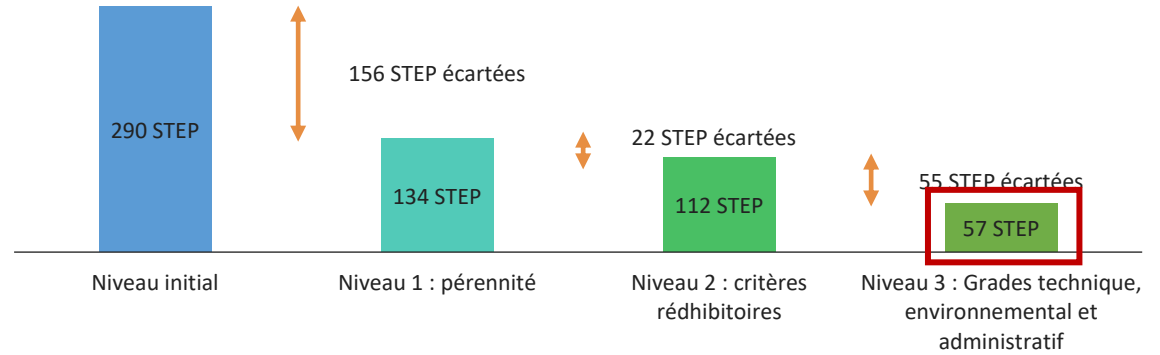 290 STEP
156 STEP écartées
134 STEP
22 STEP écartées
112 STEP
55 STEP écartées
57 STEP
Niveau initial
Niveau 1 : pérennité
Niveau 2 : critères
rédhibitoires
Niveau 3 : Grades technique,
environnemental et
administratif